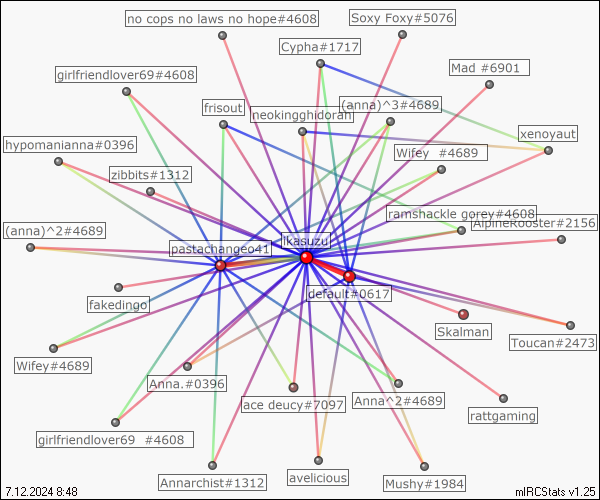 no cops no laws no hope#4608
Soxy Foxy#5076
Cypha#1717
girlfriendlover69#4608
Mad #6901
frisout
neokingghidorah
(anna)^3#4689
xenoyaut
hypomanianna#0396
Wifey #4689
zibbits#1312
ramshackle gorey#4608
AlpineRooster#2156
(anna)^2#4689
pastachangeo41
Ikasuzu
default#0617
fakedingo
Skalman
Toucan#2473
Wifey#4689
Anna.#0396
ace deucy#7097
Anna^2#4689
rattgaming
girlfriendlover69 #4608
Annarchist#1312
avelicious
Mushy#1984
7.12.2024 8:48
mIRCStats v1.25